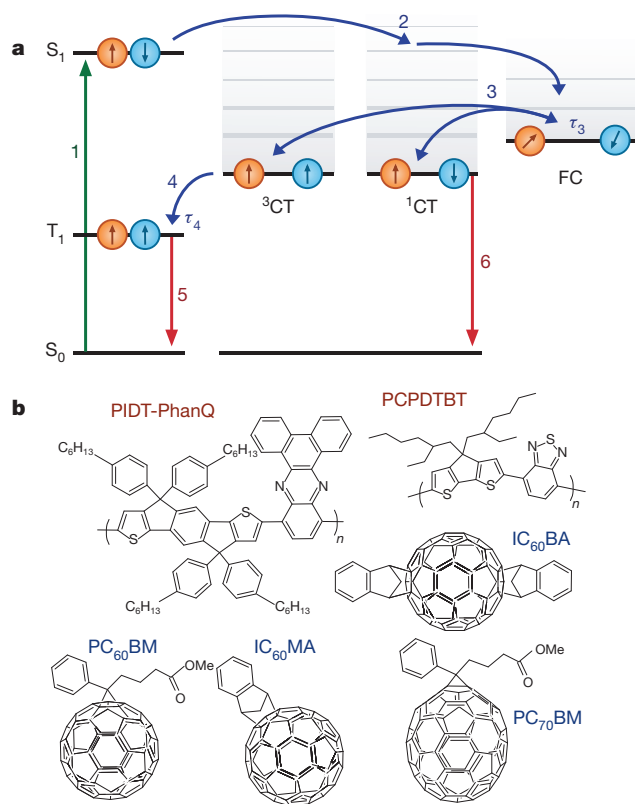 a
S₁
2
3
τ₃
FC
1
4
³CT
¹CT
τ₄
T₁
6
5
S₀
b
PIDT-PhanQ
PCPDTBT
C₆H₁₃
C₆H₁₃
N
S
N
N
N
S
S
S
S
n
n
IC₆₀BA
C₆H₁₃
C₆H₁₃
PC₆₀BM
IC₆₀MA
OMe
O
OMe
O
PC₇₀BM